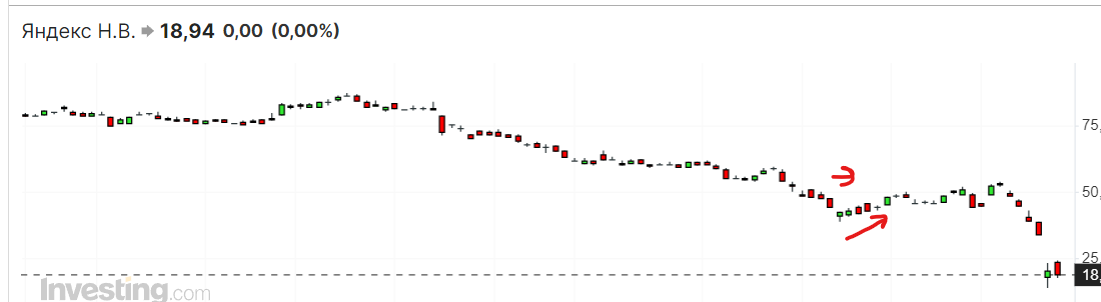 Яндекс Н.В. 18,94 0,00 (0,00%)
75,
50,
25,
18,
Investing.com